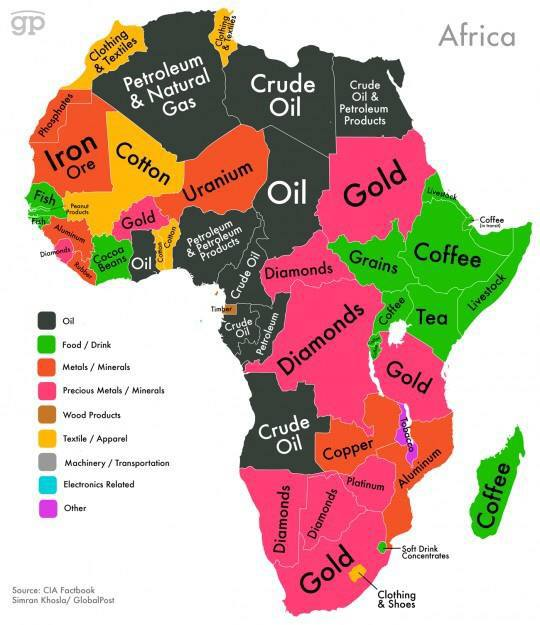 gp
Africa
Clothing
& Textiles
Clothing
& Textiles
Petroleum
& Natural
Gas
Crude
Oil
Crude
Oil &
Petroleum
Products
Phosphates
Iron
Ore
Cotton
Uranium
Oil
Gold
Livestock
Coffee
(in transit)
Fish
Fish
Peanut
Products
Aluminum
Diamonds
Rubber
Cocoa
Beans
Gold
Oil
Cotton
Cotton
Petroleum
& Petroleum
Products
Crude Oil
Diamonds
Grains
Coffee
Livestock
Timber
Crude
Oil
Petroleum
Diamonds
Coffee
Tea
Gold
Crude
Oil
Copper
Tobacco
Aluminum
Diamonds
Diamonds
Platinum
Coffee
Gold
Soft Drink
Concentrates
Clothing
& Shoes
Oil
Food / Drink
Metals / Minerals
Precious Metals / Minerals
Wood Products
Textile / Apparel
Machinery / Transportation
Electronics Related
Other
Source: CIA Factbook
Simran Khosla/ GlobalPost